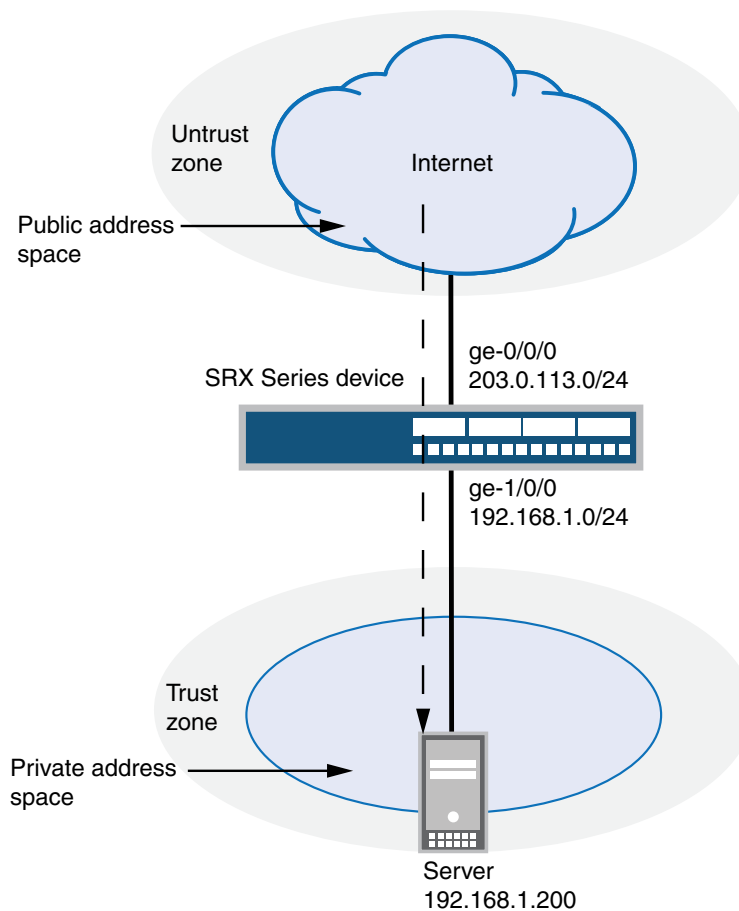 Untrust
zone
Internet
Public address
space
ge-0/0/0
203.0.113.0/24
SRX Series device
ge-1/0/0
192.168.1.0/24
Trust
zone
Private address
space
Server
192.168.1.200